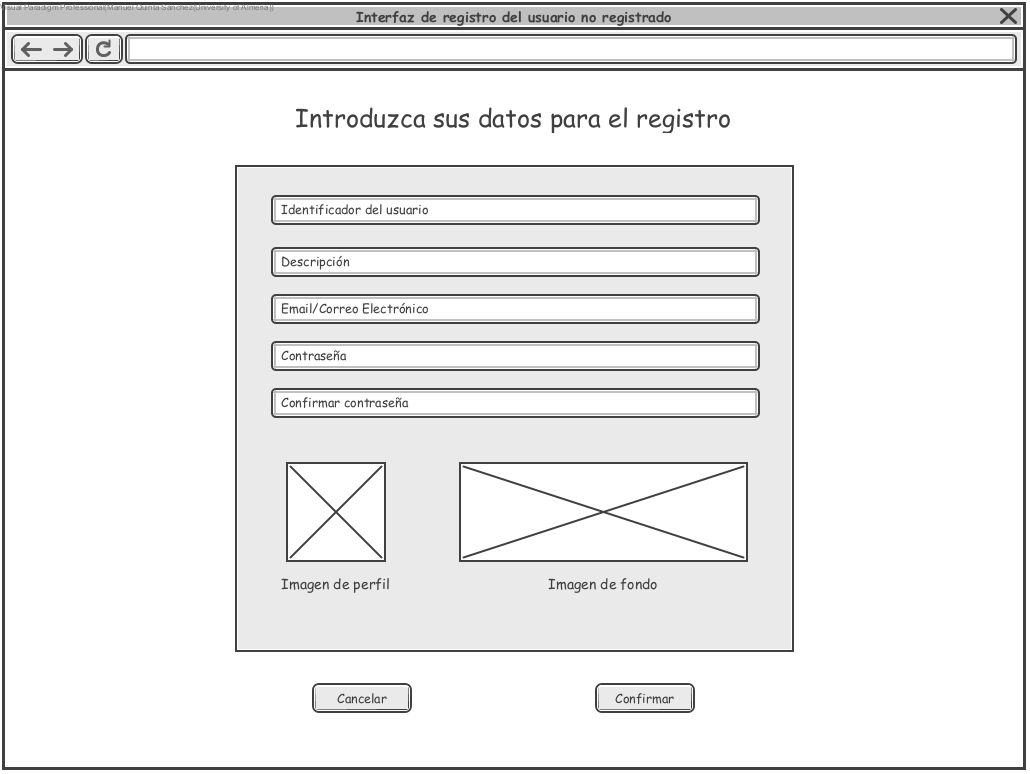 Visual Paradigm Professional(Manuel Quinta Sanchez(University of Almeria))
Interfaz de registro del usuario no registrado
Introduzca sus datos para el registro
Identificador del usuario
Descripción
Email/Correo Electrónico
Contraseña
Confirmar contraseña
Imagen de perfil
Imagen de fondo
Cancelar
Confirmar